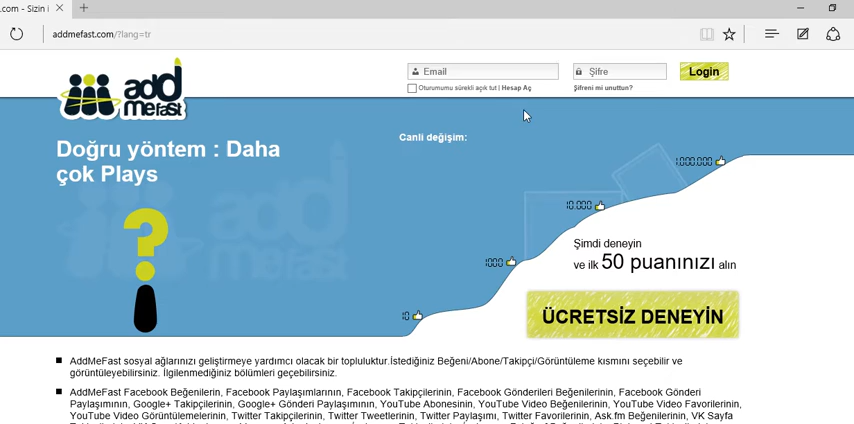 .com - Sizin i
addmefast.com/?lang=tr
add
mefast
Email
Şifre
Login
Oturumumu sürekli açık tut | Hesap Aç
Şifreni mi unuttun?
Canli değişim:
Doğru yöntem : Daha
çok Plays
1.000.000
10.000
1000
10
add
mefast
Şimdi deneyin
ve ilk 50 puanınızı alın
ÜCRETSİZ DENEYİN
AddMeFast sosyal ağlarınızı geliştirmeye yardımcı olacak bir topluluktur.İstediğiniz Beğeni/Abone/Takipçi/Görüntüleme kısmını seçebilir ve
görüntüleyebilirsiniz. İlgilenmediğiniz bölümleri geçebilirsiniz.
AddMeFast Facebook Beğenilerin, Facebook Paylaşımlarının, Facebook Takipçilerinin, Facebook Gönderileri Beğenilerinin, Facebook Gönderi
Paylaşımının, Google+ Takipçilerinin, Google+ Gönderi Paylaşımının, YouTube Abonesinin, YouTube Video Beğenilerinin, YouTube Video Favorilerinin,
YouTube Video Görüntülemelerinin, Twitter Takipçilerinin, Twitter Tweetlerinin, Twitter Paylaşımı, Twitter Favorilerinin, Ask.fm Beğenilerinin, VK Sayfa